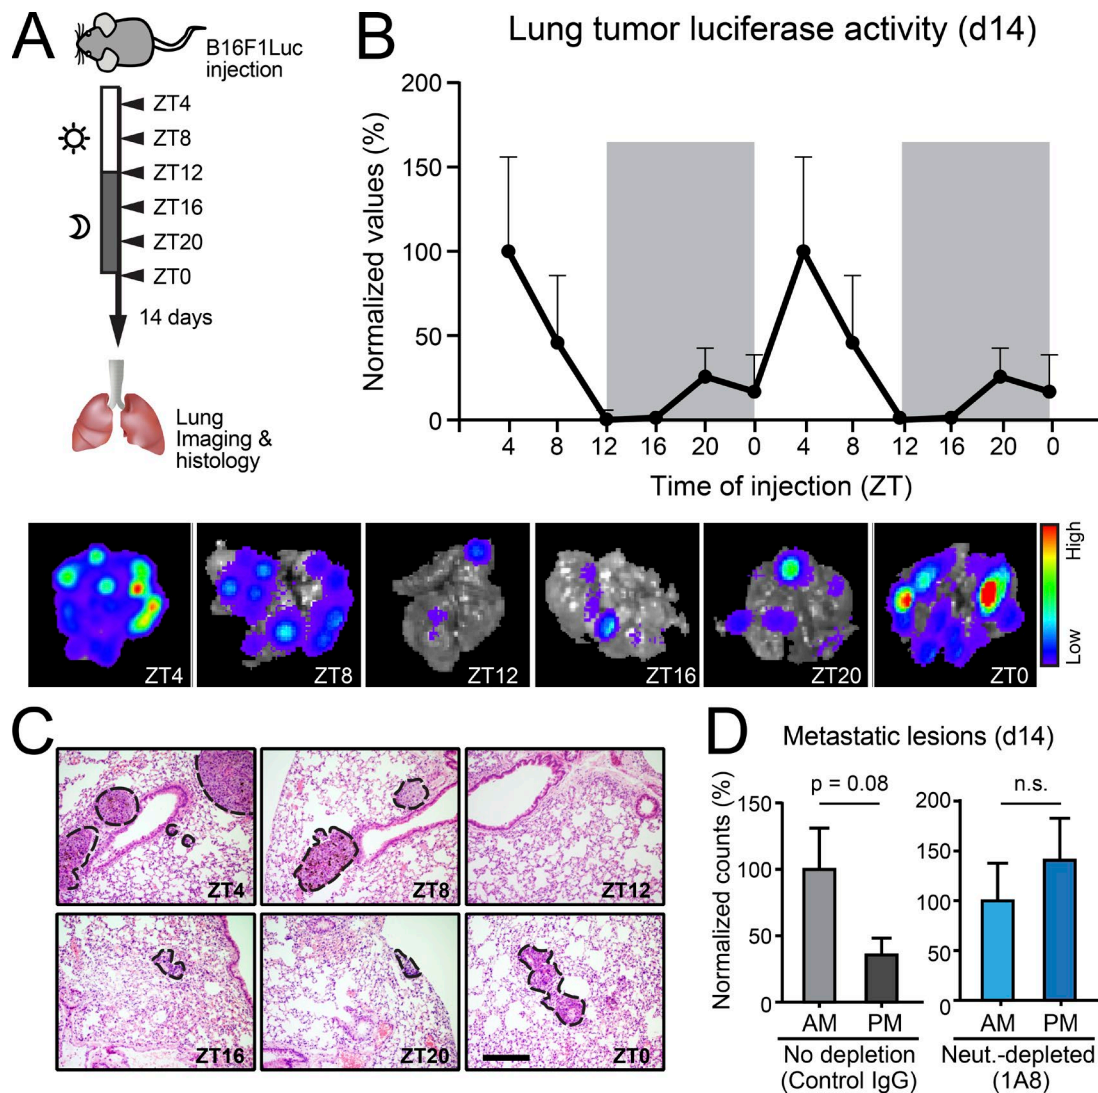 A
B16F1Luc
injection
ZT4
ZT8
ZT12
ZT16
ZT20
ZT0
14 days
Lung
Imaging &
histology
B
Lung tumor luciferase activity (d14)
Normalized values (%)
200
150
100
50
0
4 8 12 16 20 0 4 8 12 16 20 0
Time of injection (ZT)
ZT4
ZT8
ZT12
ZT16
ZT20
ZT0
High
Low
C
ZT4
ZT8
ZT12
ZT16
ZT20
ZT0
D
Metastatic lesions (d14)
Normalized counts (%)
p = 0.08
150
100
50
0
AM PM
No depletion
(Control IgG)
n.s.
200
150
100
50
0
AM PM
Neut.-depleted
(1A8)